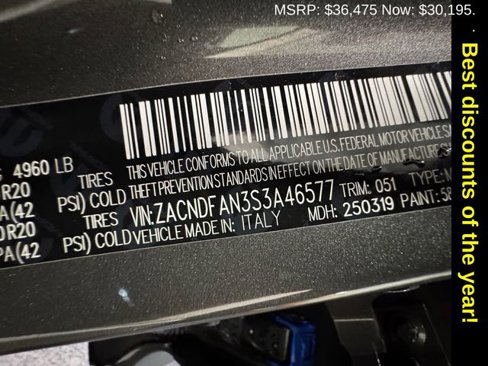 MSRP: $36,475 Now: $30,195.
Best demos of the year!
4960 LB
THIS VEHICLE CONFORMS TO ALL APPLICABLE U.S. FEDERAL MOTOR VEHICLE
R20 TIRES THEFT PREVENTION STANDARDS IN EFFECT ON THE DATE OF
(42 PSI) COLD VIN: ZACNDFAN3S3A46577 TRIM: 051 TYPE:
R20 TIRES MDH: 250319 PAINT: 58
PA(42 PSI) COLD VEHICLE MADE IN: ITALY